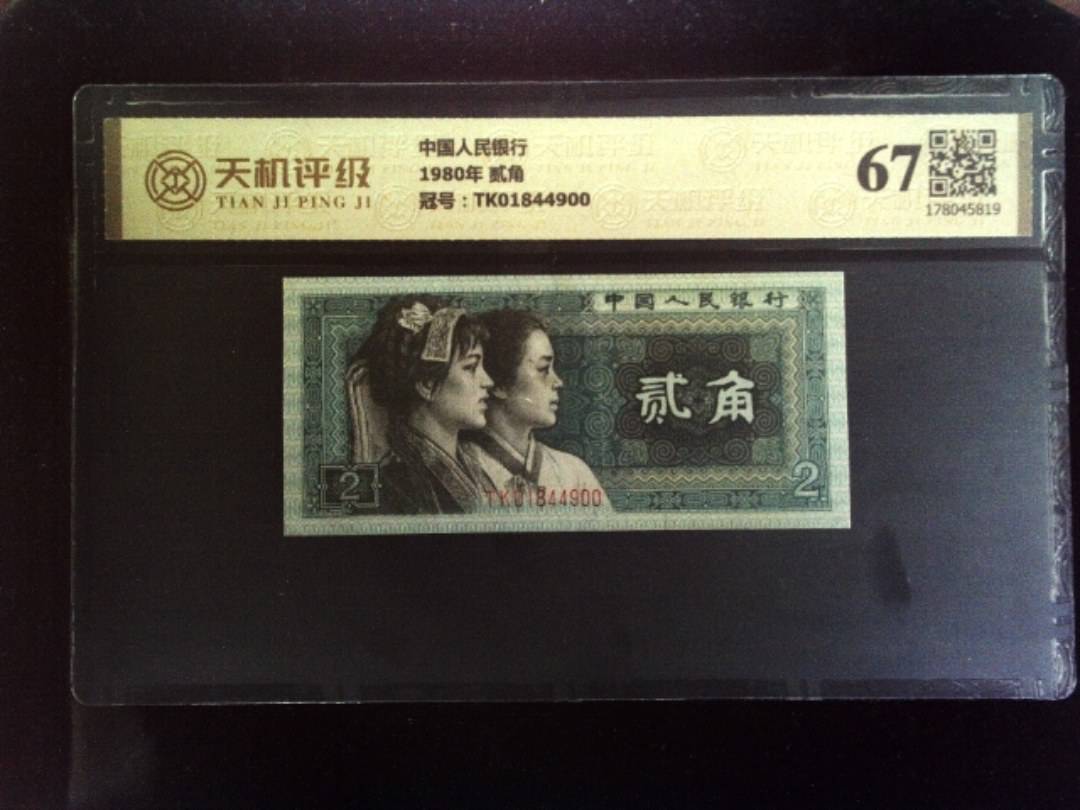 天机评级
TIAN JI PING JI
中国人民银行
1980年 贰角
冠号：TK01844900
67
178045819
中国人民银行
贰角
2
TK01844900
2